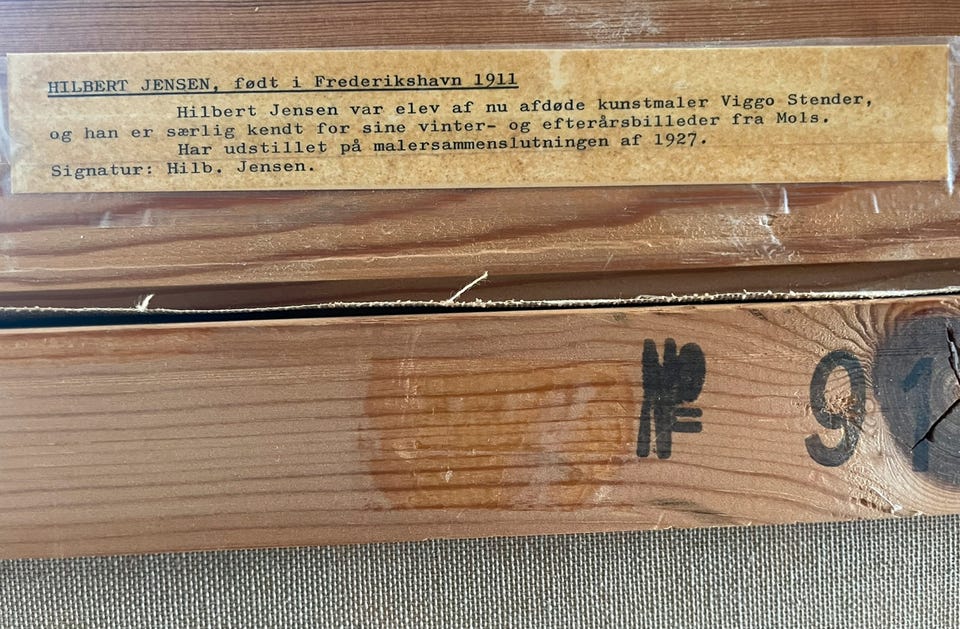 HILBERT JENSEN, født i Frederikshavn 1911
Hilbert Jensen var elev af nu afdøde kunstmaler Viggo Stender,
og han er særlig kendt for sine vinter- og efterårsbilleder fra Mols.
Har udstillet på malersammenslutningen af 1927.
Signatur: Hilb. Jensen.
№ 91